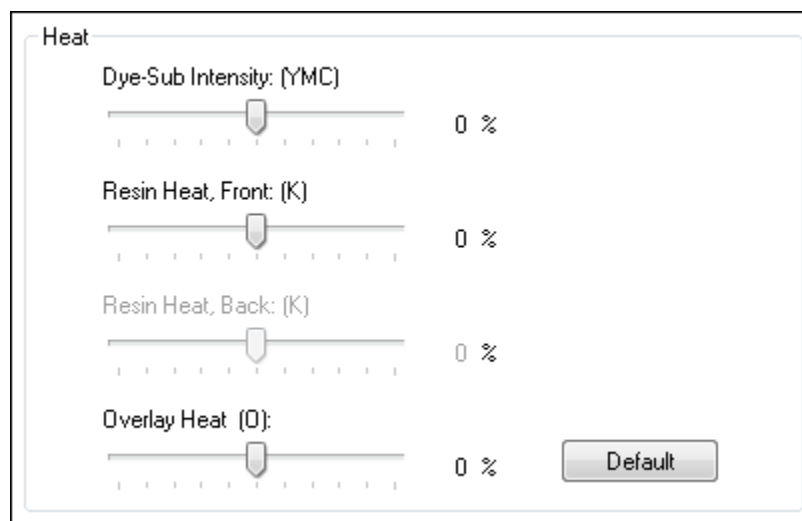 Heat
Dye-Sub Intensity: (YMC)
0 %
Resin Heat, Front: (K)
0 %
Resin Heat, Back: (K)
0 %
Overlay Heat (O):
0 %
Default